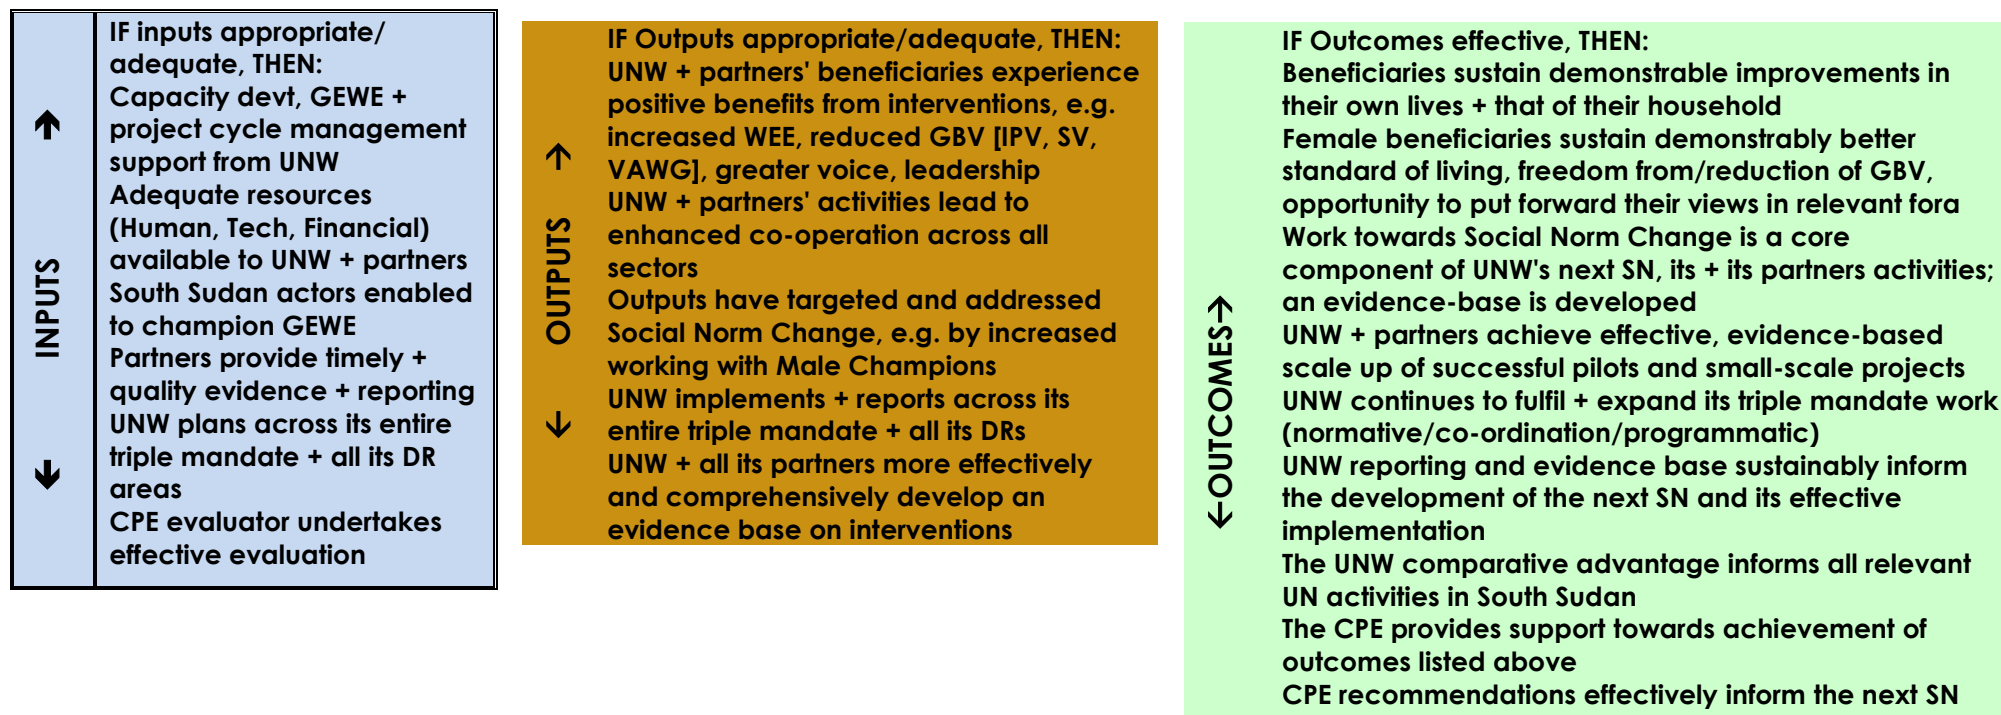 INPUTS
IF inputs appropriate/
adequate, THEN:
Capacity devt, GEWE +
project cycle management
support from UNW
Adequate resources
(Human, Tech, Financial)
available to UNW + partners
South Sudan actors enabled
to champion GEWE
Partners provide timely +
quality evidence + reporting
UNW plans across its entire
triple mandate + all its DR
areas
CPE evaluator undertakes
effective evaluation
OUTPUTS
IF Outputs appropriate/adequate, THEN:
UNW + partners' beneficiaries experience
positive benefits from interventions, e.g.
increased WEE, reduced GBV [IPV, SV,
VAWG], greater voice, leadership
UNW + partners' activities lead to
enhanced co-operation across all
sectors
Outputs have targeted and addressed
Social Norm Change, e.g. by increased
working with Male Champions
UNW implements + reports across its
entire triple mandate + all its DRs
UNW + all its partners more effectively
and comprehensively develop an
evidence base on interventions
←OUTCOMES→
IF Outcomes effective, THEN:
Beneficiaries sustain demonstrable improvements in
their own lives + that of their household
Female beneficiaries sustain demonstrably better
standard of living, freedom from/reduction of GBV,
opportunity to put forward their views in relevant fora
Work towards Social Norm Change is a core
component of UNW's next SN, its + its partners activities;
an evidence-base is developed
UNW + partners achieve effective, evidence-based
scale up of successful pilots and small-scale projects
UNW continues to fulfil + expand its triple mandate work
(normative/co-ordination/programmatic)
UNW reporting and evidence base sustainably inform
the development of the next SN and its effective
implementation
The UNW comparative advantage informs all relevant
UN activities in South Sudan
The CPE provides support towards achievement of
outcomes listed above
CPE recommendations effectively inform the next SN